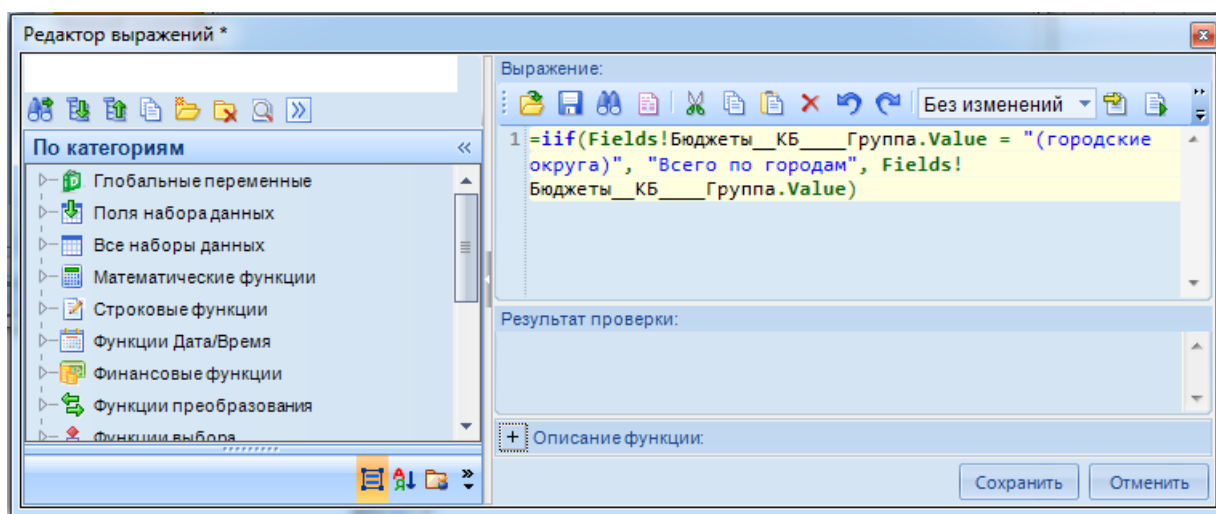 Редактор выражений *
По категориям
Глобальные переменные
Поля набора данных
Все наборы данных
Математические функции
Строковые функции
Функции Дата/Время
Финансовые функции
Функции преобразования
Функции выбора
Выражение:
Без изменений
1 =iif(Fields!Бюджеты__КБ____Группа.Value = "(городские
округа)", "Всего по городам", Fields!
Бюджеты__КБ____Группа.Value)
Результат проверки:
+ Описание функции:
Сохранить Отменить